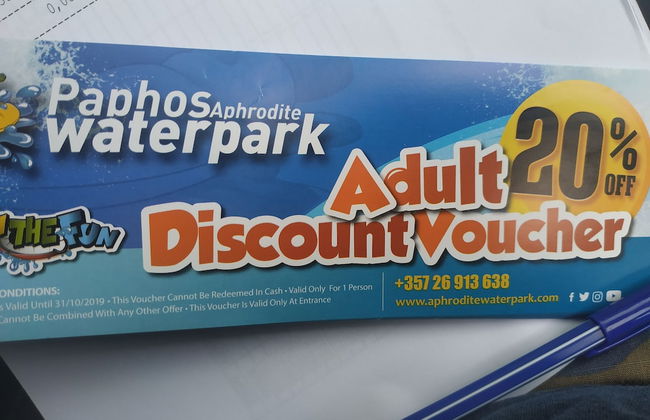 Paphos Aphrodite
waterpark
20% OFF
Adult
Discount Voucher
THE FUN
CONDITIONS:
Valid Until 31/10/2019 • This Voucher Cannot Be Redeemed In Cash • Valid Only For 1 Person
Cannot Be Combined With Any Other Offer • This Voucher Is Valid Only At Entrance
+357 26 913 638
www.aphroditewaterpark.com